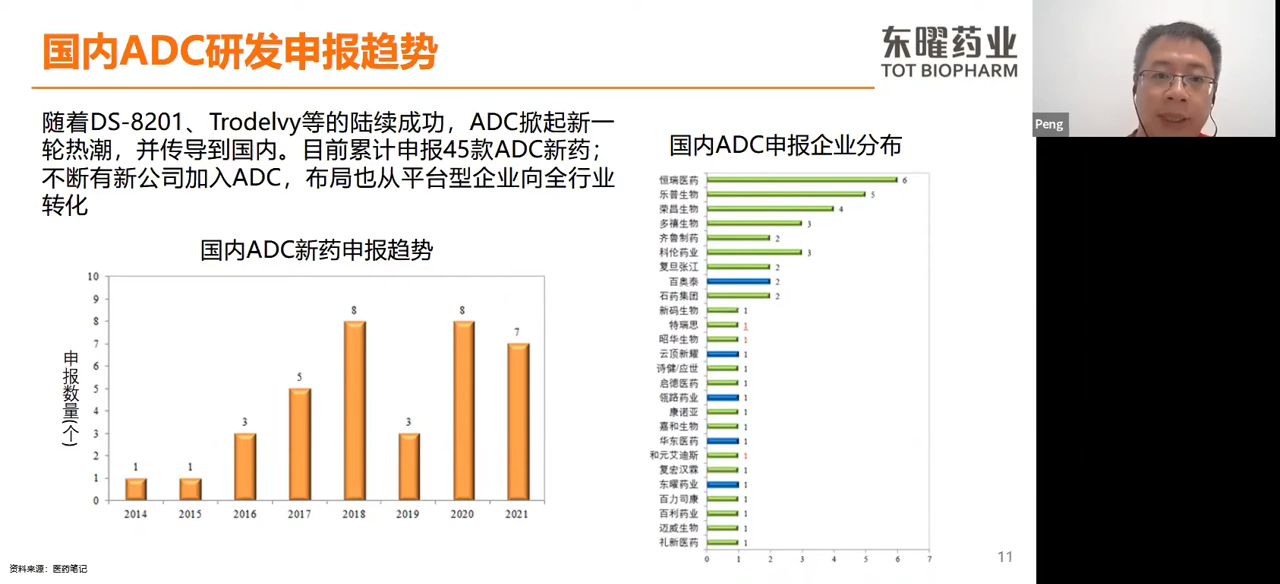 国内ADC研发申报趋势
东曜药业
TOT BIOPHARM
Peng
随着DS-8201、Trodelvy等的陆续成功，ADC掀起新一
轮热潮，并传导到国内。目前累计申报45款ADC新药；
不断有新公司加入ADC，布局也从平台型企业向全行业
转化
国内ADC新药申报趋势
申报数量(个)
10
9
8
7
6
5
4
3
2
1
0
1
1
3
5
8
3
8
7
2014 2015 2016 2017 2018 2019 2020 2021
国内ADC申报企业分布
恒瑞医药 6
乐普生物 5
荣昌生物 4
多禧生物 3
齐鲁制药 2
科伦药业 3
复旦张江 2
百奥泰 2
石药集团 2
新码生物 1
特瑞思 1
昭华生物 1
云顶新耀 1
诗健/应世 1
启德医药 1
瓴路药业 1
康诺亚 1
嘉和生物 1
华东医药 1
和元艾迪斯 1
复宏汉霖 1
东曜药业 1
百力司康 1
百利药业 1
迈威生物 1
礼新医药 1
0 1 2 3 4 5 6 7
11
资料来源：医药笔记